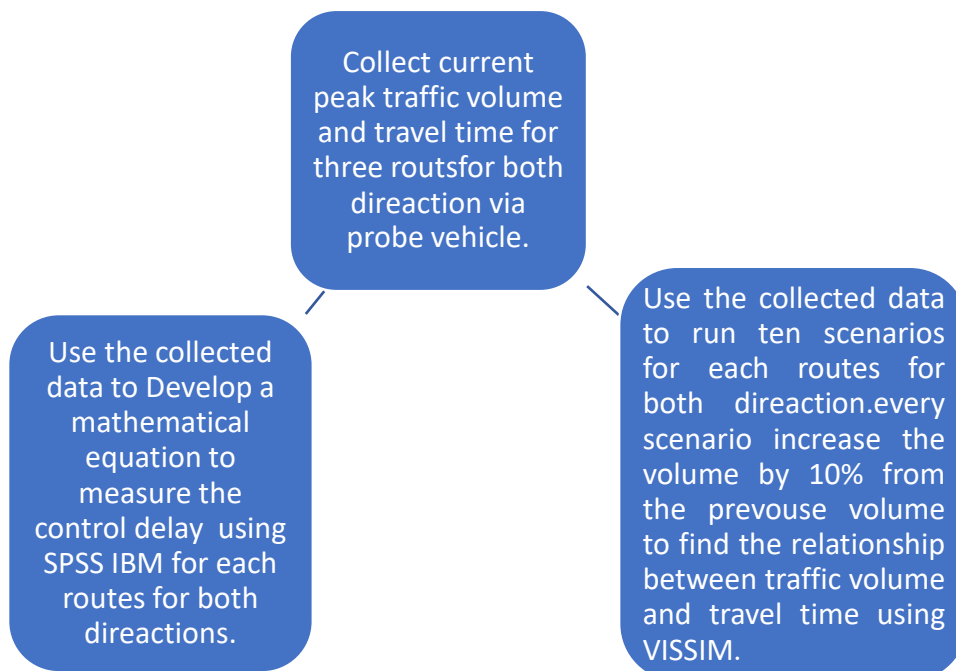 Collect current
peak traffic volume
and travel time for
three routsfor both
direaction via
probe vehicle.
Use the collected
data to Develop a
mathematical
equation to
measure the
control delay using
SPSS IBM for each
routes for both
direactions.
Use the collected data
to run ten scenarios
for each routes for
both direaction.every
scenario increase the
volume by 10% from
the prevouse volume
to find the relationship
between traffic volume
and travel time using
VISSIM.